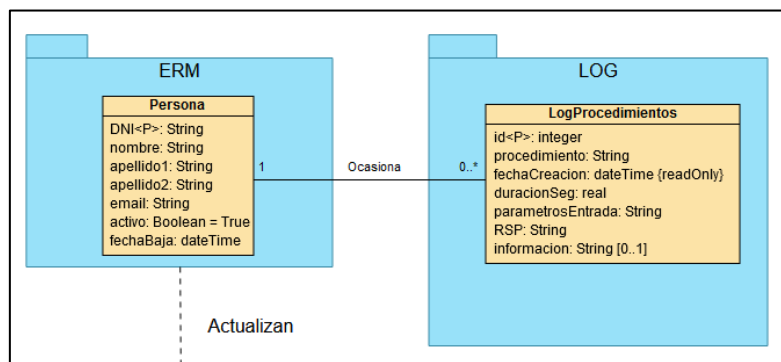 ERM
Persona
DNI<P>: String
nombre: String
apellido1: String
apellido2: String
email: String
activo: Boolean = True
fechaBaja: dateTime
1
Ocasiona
0..*
LOG
LogProcedimientos
id<P>: integer
procedimiento: String
fechaCreacion: dateTime {readOnly}
duracionSeg: real
parametrosEntrada: String
RSP: String
informacion: String [0..1]
Actualizan